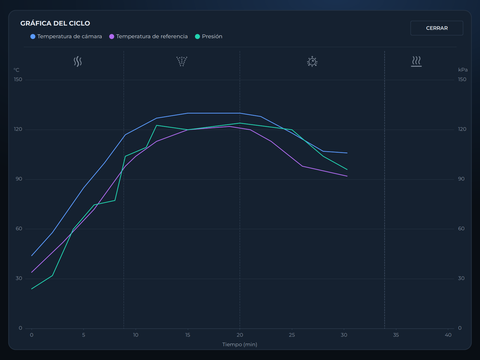 GRÁFICA DEL CICLO
CERRAR
Temperatura de cámara Temperatura de referencia Presión
°C kPa
150 150
120 120
90 90
60 60
30 30
0 0
0 5 10 15 20 25 30 35 40
Tiempo (min)